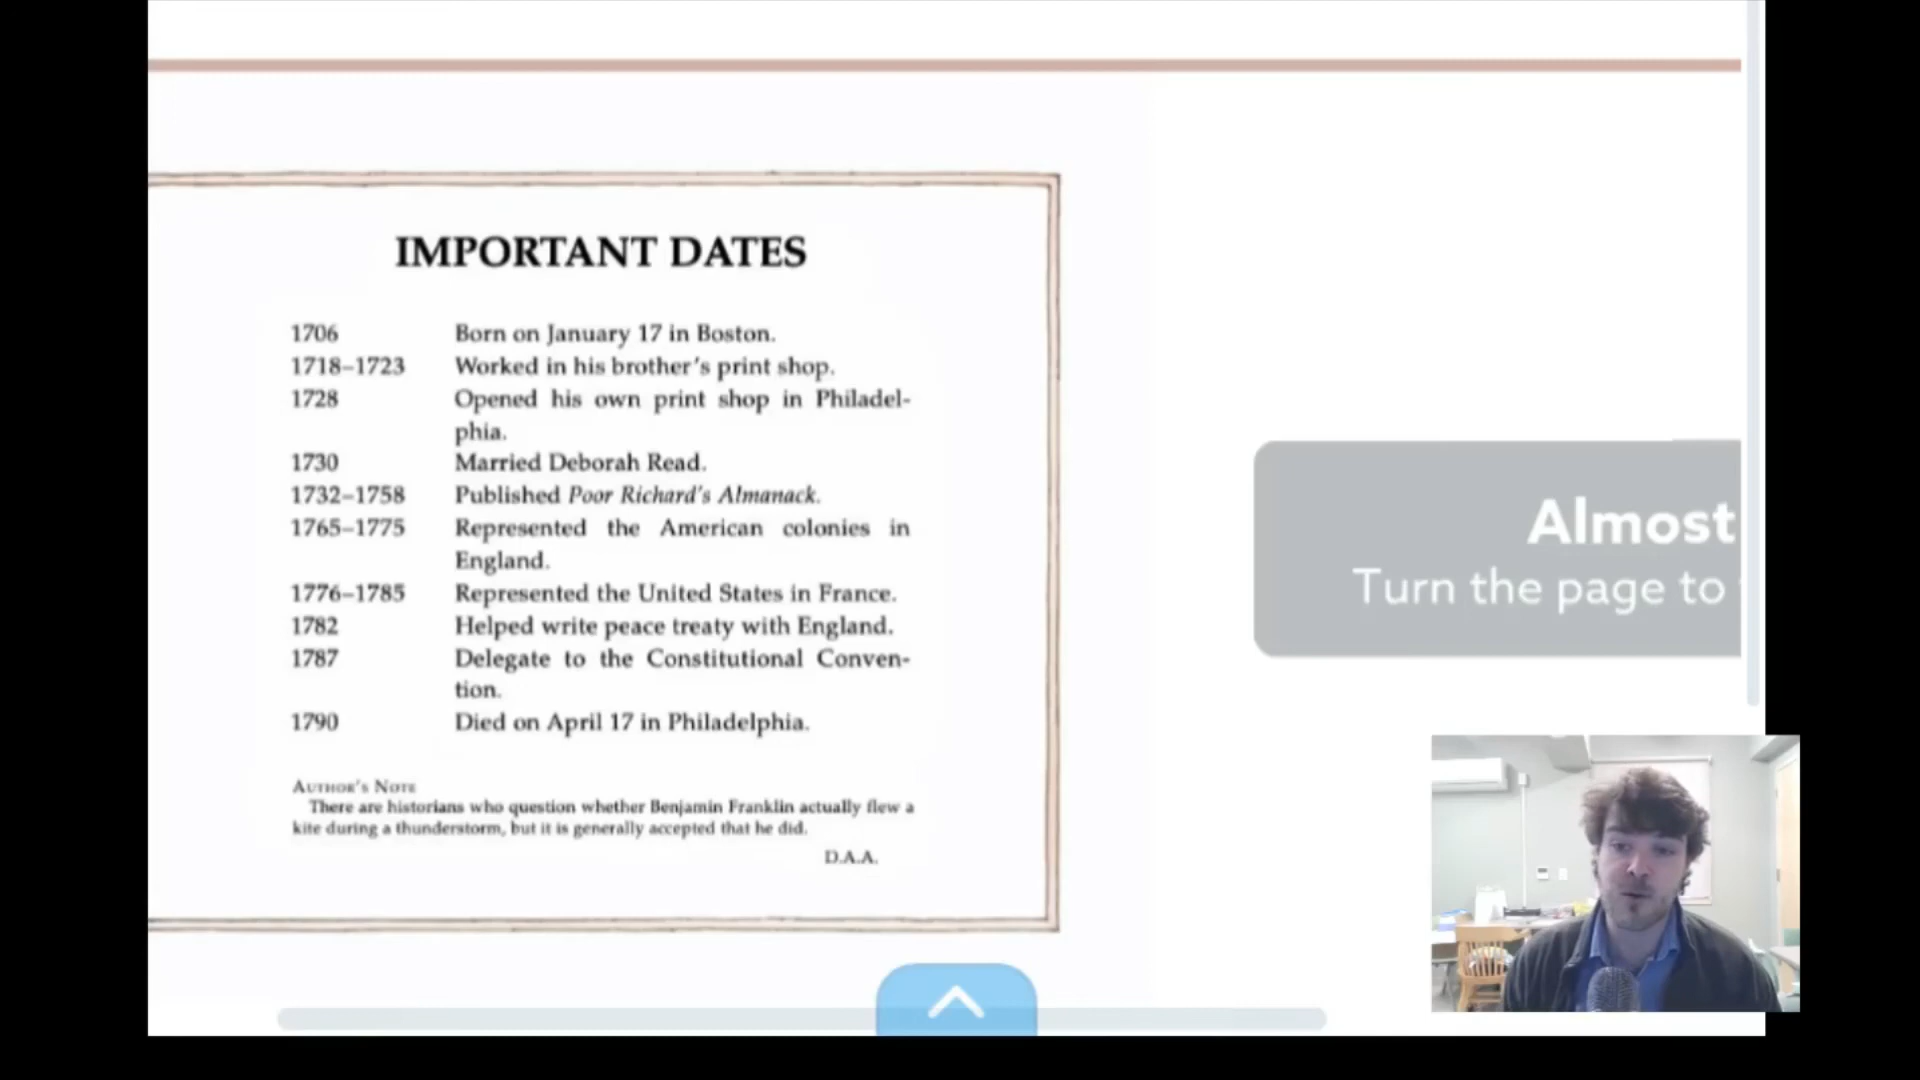 IMPORTANT DATES
1706 Born on January 17 in Boston.
1718–1723 Worked in his brother's print shop.
1728 Opened his own print shop in Philadel-
phia.
1730 Married Deborah Read.
1732–1758 Published Poor Richard's Almanack.
1765–1775 Represented the American colonies in
England.
1776–1785 Represented the United States in France.
1782 Helped write peace treaty with England.
1787 Delegate to the Constitutional Conven-
tion.
1790 Died on April 17 in Philadelphia.
AUTHOR'S NOTE
There are historians who question whether Benjamin Franklin actually flew a
kite during a thunderstorm, but it is generally accepted that he did.
D.A.A.
Almost
Turn the page to